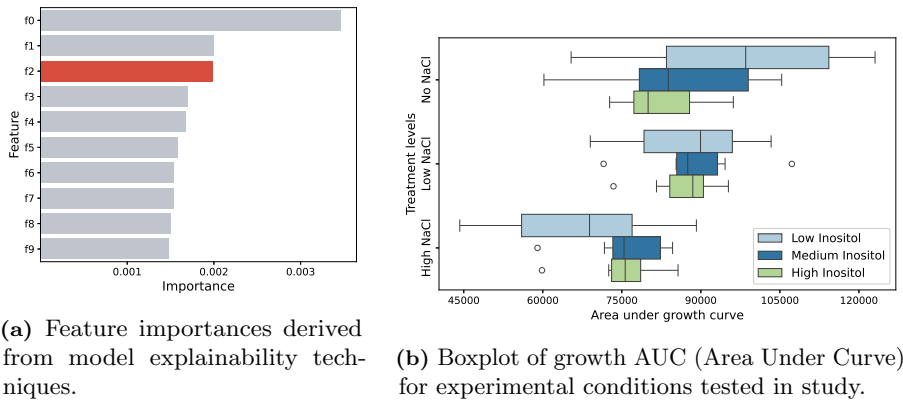 f0
f1
f2
f3
f4
f5
f6
f7
f8
f9
Feature
0.001 0.002 0.003
Importance
(a) Feature importances derived
from model explainability tech-
niques.
Treatment levels
No NaCl
Low NaCl
High NaCl
Low Inositol
Medium Inositol
High Inositol
45000 60000 75000 90000 105000 120000
Area under growth curve
(b) Boxplot of growth AUC (Area Under Curve)
for experimental conditions tested in study.